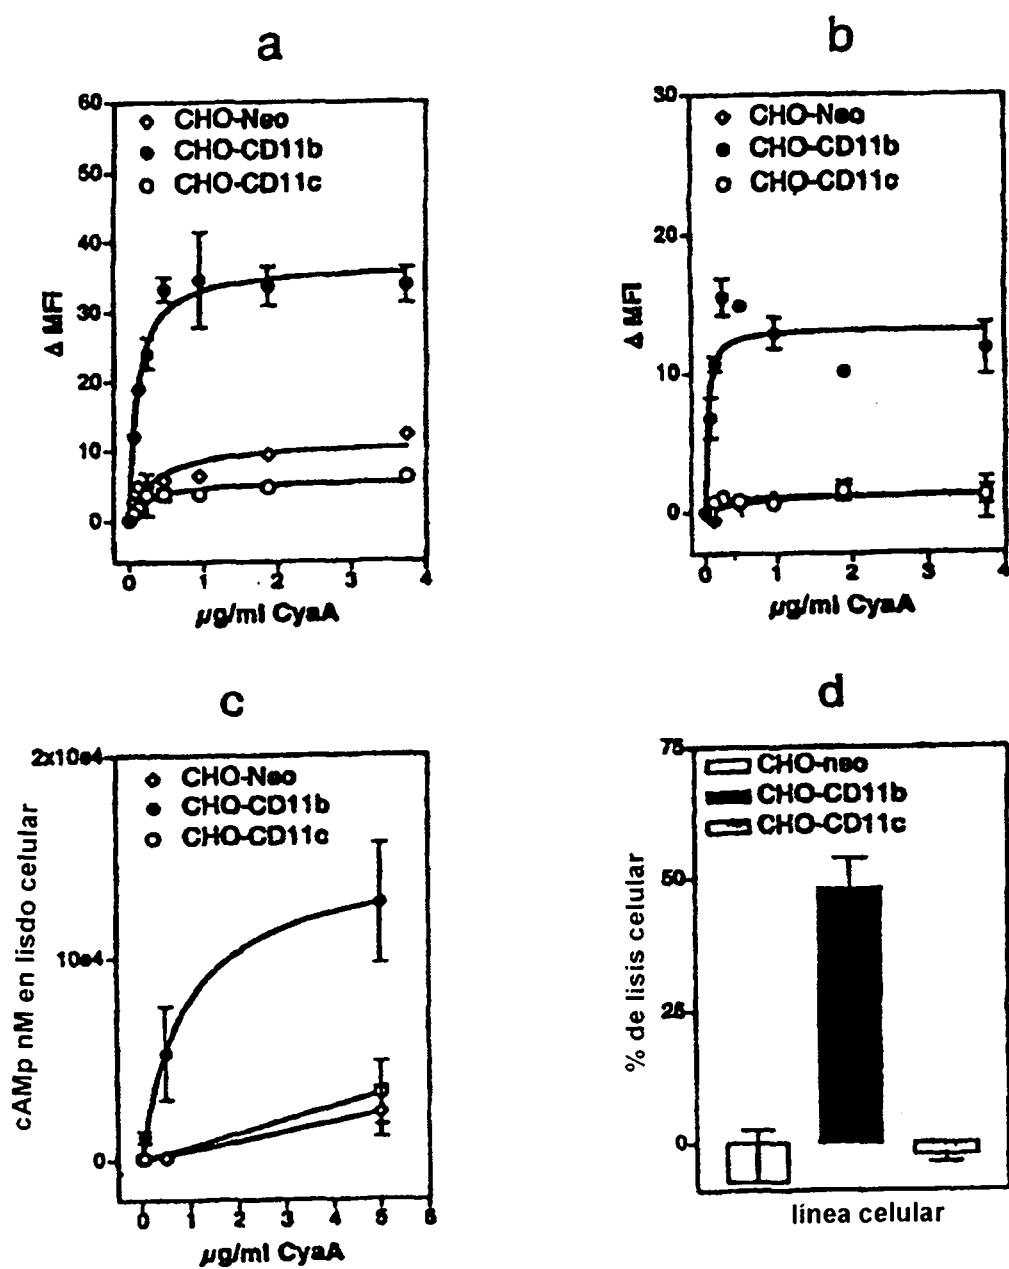 a
60
50
40
30
20
10
0
◇ CHO-Neo
● CHO-CD11b
○ CHO-CD11c
Δ MFI
0 1 2 3 4
µg/ml CyaA
b
30
20
10
0
◇ CHO-Neo
● CHO-CD11b
○ CHO-CD11c
Δ MFI
0 1 2 3 4
µg/ml CyaA
c
2x10e4
10e4
0
◇ CHO-Neo
● CHO-CD11b
○ CHO-CD11c
cAMp nM en lisdo celular
0 1 2 3 4 5 6
µg/ml CyaA
d
75
50
25
0
CHO-neo
CHO-CD11b
CHO-CD11c
% de lisis celular
línea celular